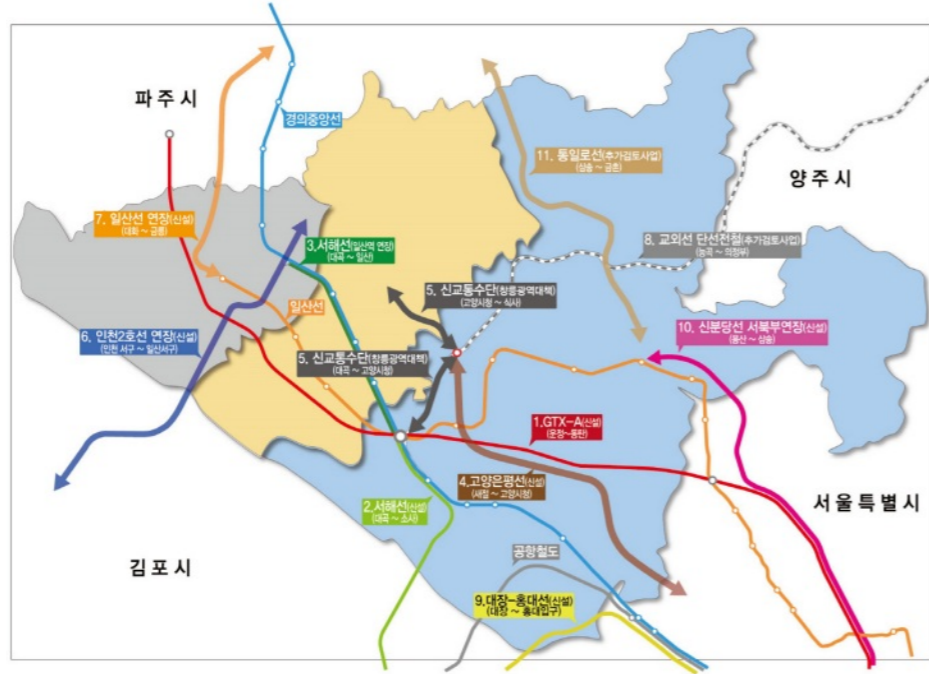 파주시
경의중앙선
11. 통일로선(추가검토사업)
(삼송 ~ 금촌)
양주시
7. 일산선 연장(신설)
(대화 ~ 금릉)
3.서해선(일산역 연장)
(대곡 ~ 일산)
8. 교외선 단선전철(추가검토사업)
(능곡 ~ 의정부)
5. 신교통수단(창릉광역대책)
(고양시청 ~ 식사)
일산선
6. 인천2호선 연장(신설)
(인천 서구 ~ 일산서구)
10. 신분당선 서북부연장(신설)
(용산 ~ 삼송)
5. 신교통수단(창릉광역대책)
(대곡 ~ 고양시청)
1.GTX-A(신설)
(운정~동탄)
4.고양은평선(신설)
(새절 ~ 고양시청)
2.서해선(신설)
(대곡 ~ 소사)
서울특별시
공항철도
김포시
9.대장-홍대선(신설)
(대장 ~ 홍대입구)